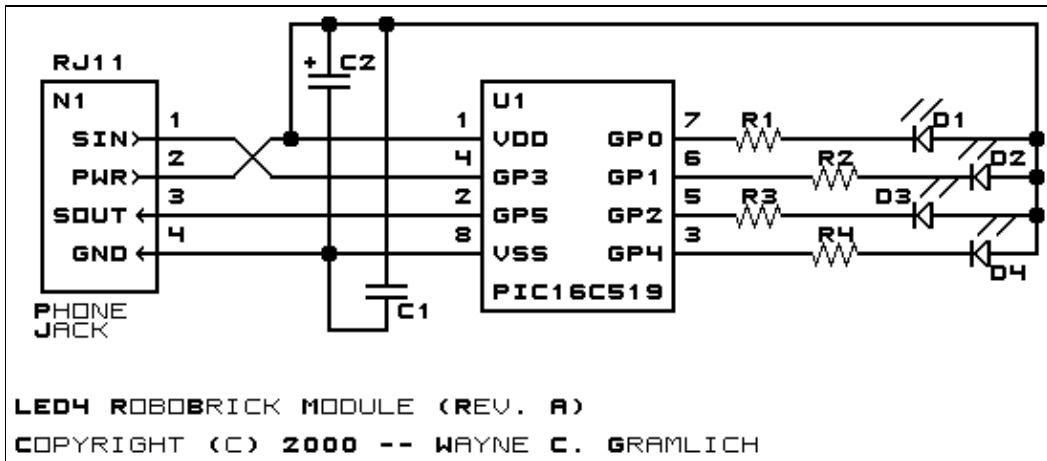 RJ11
N1
SIN
PWR
SOUT
GND
1
2
3
4
PHONE
JACK
+ C2
C1
1
4
2
8
U1
VDD GP0
GP3 GP1
GP5 GP2
VSS GP4
PIC16C519
7
6
5
3
R1
R2
R3
R4
D1
D2
D3
D4
LED4 ROBOBRICK MODULE (REV. A)
COPYRIGHT (C) 2000 -- WAYNE C. GRAMLICH